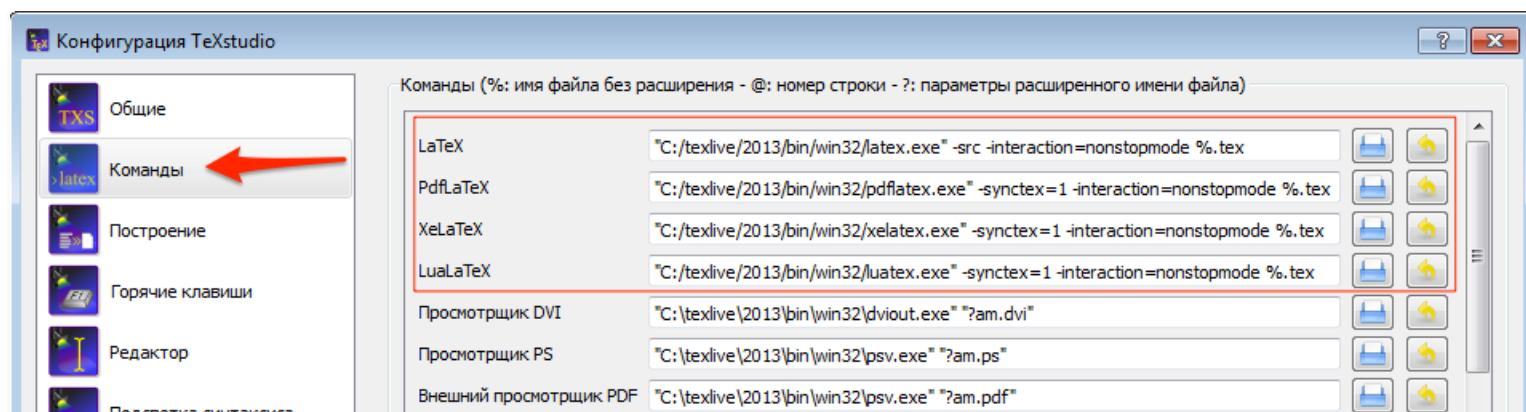 Конфигурация TeXstudio
Общие
Команды
Построение
Горячие клавиши
Редактор
Команды (%: имя файла без расширения - @: номер строки - ?: параметры расширенного имени файла)
LaTeX "C:/texlive/2013/bin/win32/latex.exe" -src -interaction=nonstopmode %.tex
PdfLaTeX "C:/texlive/2013/bin/win32/pdflatex.exe" -synctex=1 -interaction=nonstopmode %.tex
XeLaTeX "C:/texlive/2013/bin/win32/xelatex.exe" -synctex=1 -interaction=nonstopmode %.tex
LuaLaTeX "C:/texlive/2013/bin/win32/luatex.exe" -synctex=1 -interaction=nonstopmode %.tex
Просмотрщик DVI "C:\texlive\2013\bin\win32\dviout.exe" "?am.dvi"
Просмотрщик PS "C:\texlive\2013\bin\win32\psv.exe" "?am.ps"
Внешний просмотрщик PDF "C:\texlive\2013\bin\win32\psv.exe" "?am.pdf"